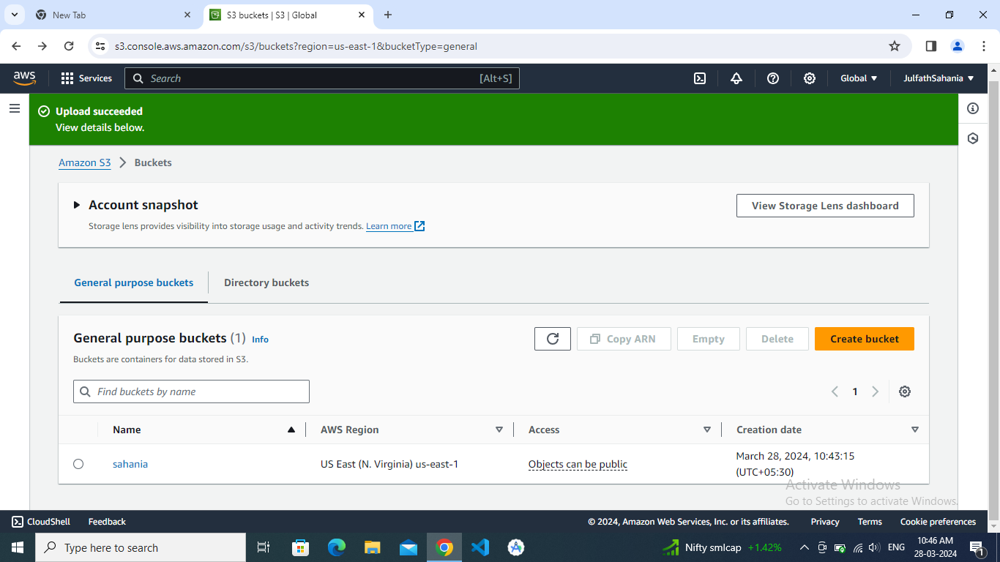 New Tab
S3 buckets | S3 | Global
s3.console.aws.amazon.com/s3/buckets?region=us-east-1&bucketType=general
aws
Services
Search
[Alt+S]
Global
JulfathSahania
Upload succeeded
View details below.
Amazon S3
Buckets
Account snapshot
View Storage Lens dashboard
Storage lens provides visibility into storage usage and activity trends. Learn more
General purpose buckets
Directory buckets
General purpose buckets (1) Info
Copy ARN
Empty
Delete
Create bucket
Buckets are containers for data stored in S3.
Find buckets by name
1
Name
AWS Region
Access
Creation date
sahania
US East (N. Virginia) us-east-1
Objects can be public
March 28, 2024, 10:43:15
(UTC+05:30)
Activate Windows
Go to Settings to activate Windows.
CloudShell
Feedback
© 2024, Amazon Web Services, Inc. or its affiliates.
Privacy
Terms
Cookie preferences
Type here to search
Nifty smlcap +1.42%
ENG
10:46 AM
28-03-2024
1